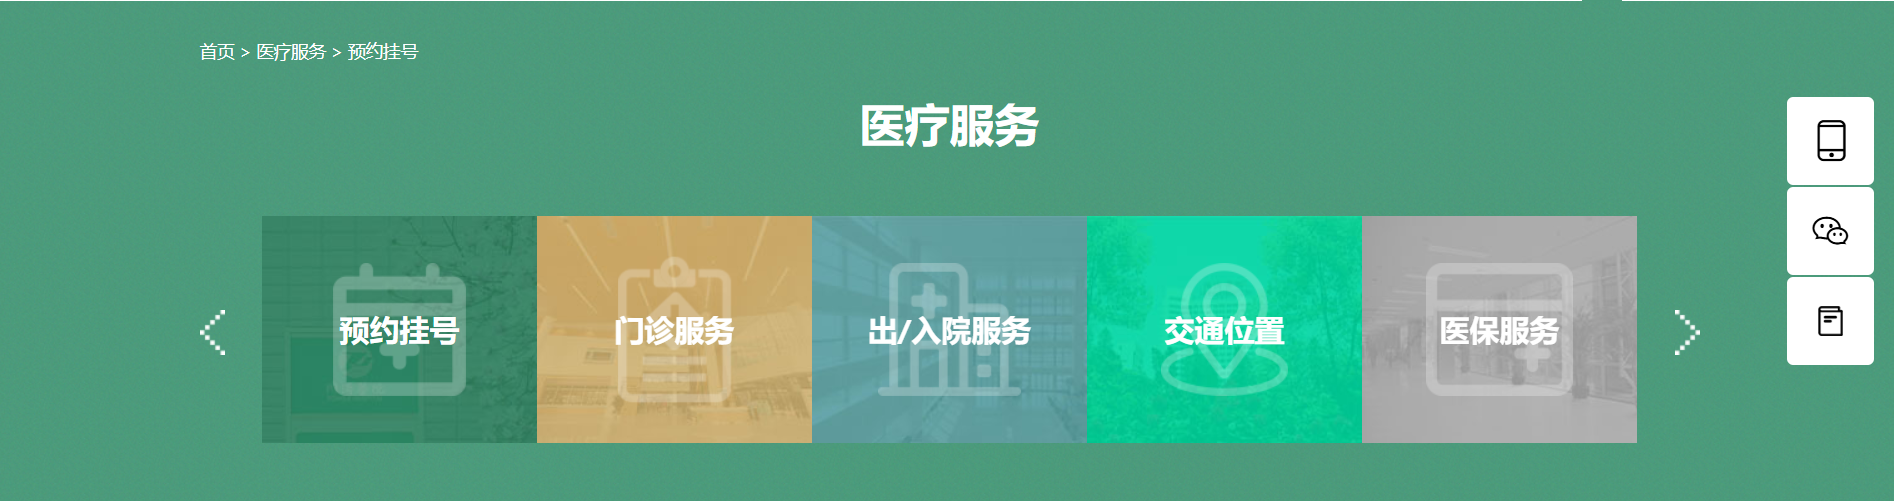 首页 > 医疗服务 > 预约挂号
医疗服务
预约挂号
门诊服务
出/入院服务
交通位置
医保服务